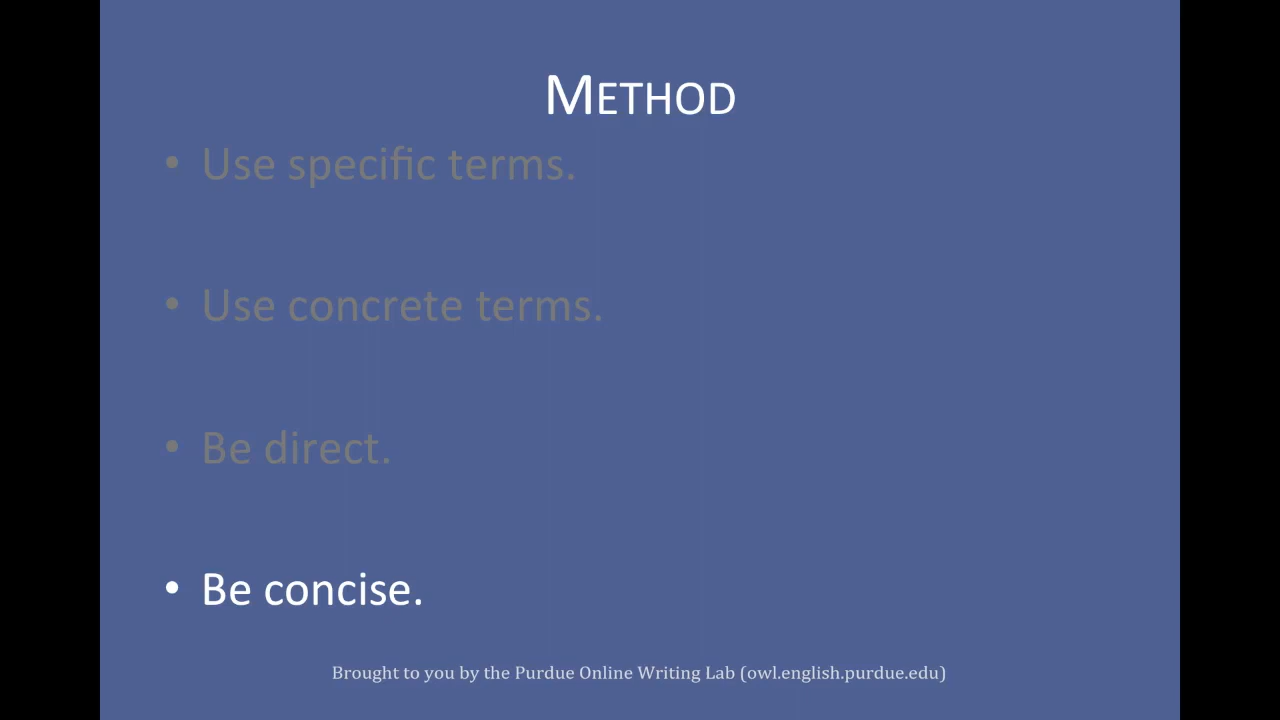 METHOD
• Use specific terms.
• Use concrete terms.
• Be direct.
• Be concise.
Brought to you by the Purdue Online Writing Lab (owl.english.purdue.edu)